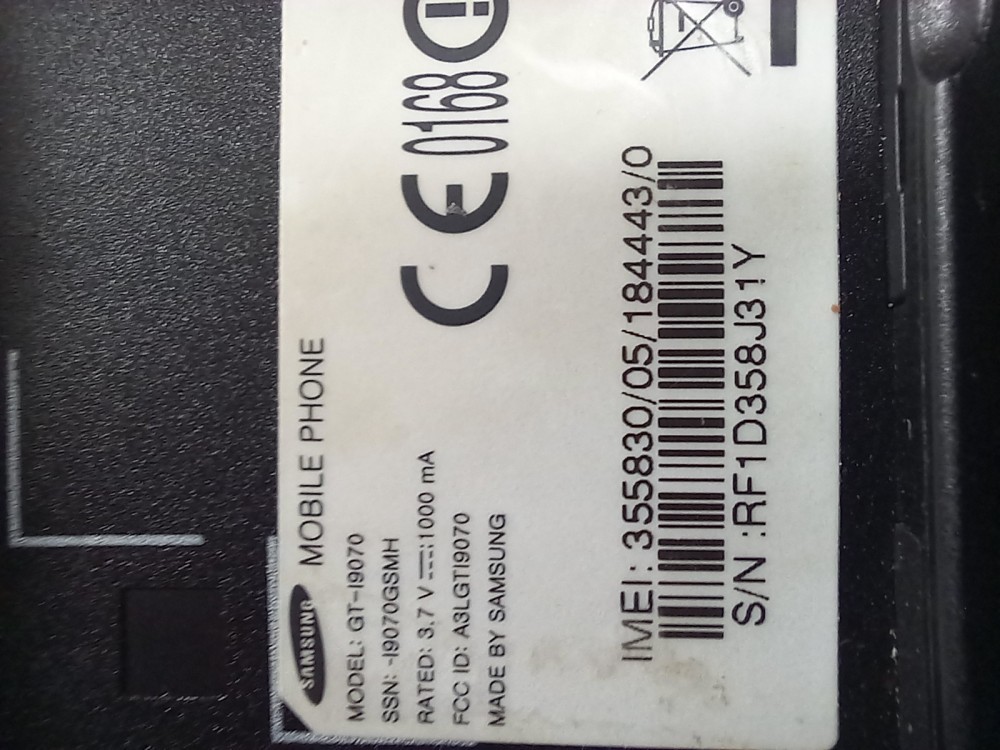 SAMSUNG MOBILE PHONE
MODEL: GT-I9070
SSN: -I9070GSMH
RATED: 3.7 V ⎓;1000 mA
FCC ID: A3LGTI9070
MADE BY SAMSUNG
CE 0168
IMEI: 355830/05/184443/0
S/N :RF1D358J31Y